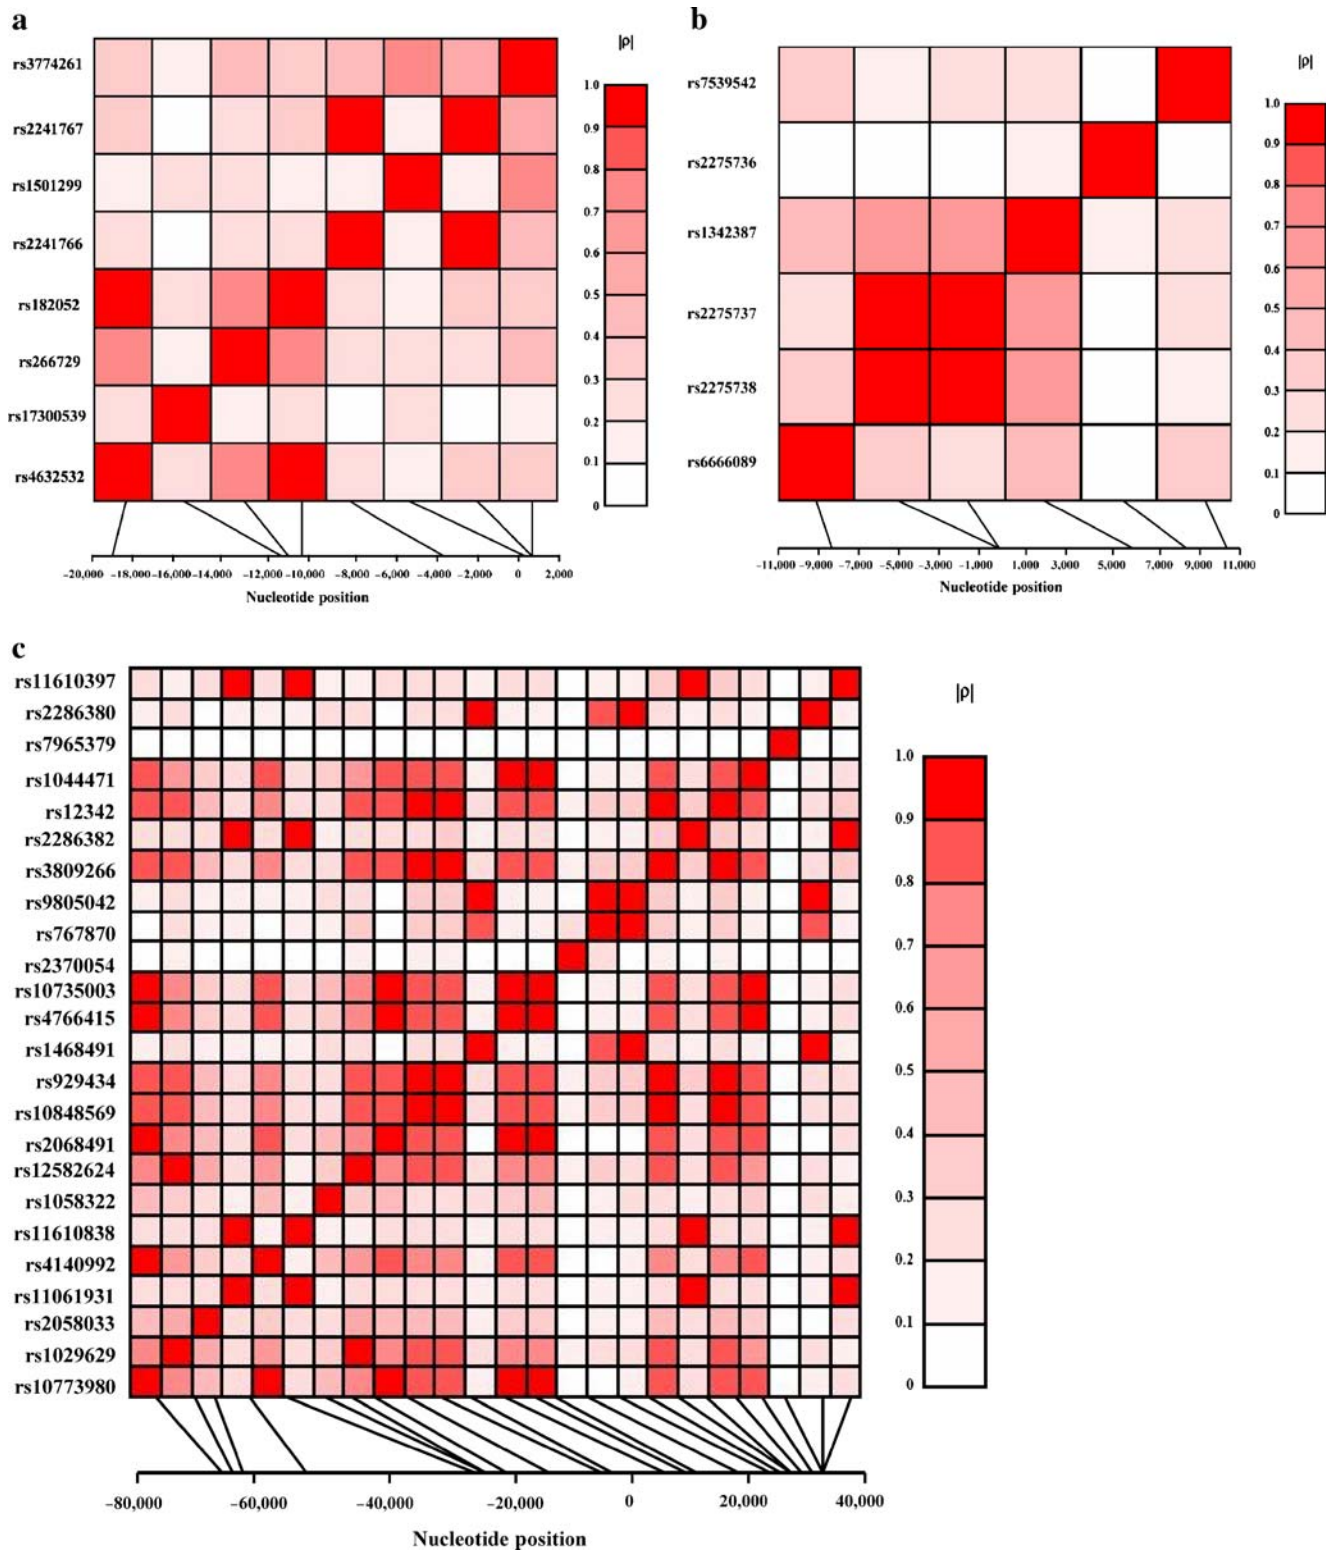 a
|ρ|
rs3774261
rs2241767
rs1501299
rs2241766
rs182052
rs266729
rs17300539
rs4632532
1.0
0.9
0.8
0.7
0.6
0.5
0.4
0.3
0.2
0.1
0
−20,000 −18,000 −16,000 −14,000 −12,000 −10,000 −8,000 −6,000 −4,000 −2,000 0 2,000
Nucleotide position
b
|ρ|
rs7539542
rs2275736
rs1342387
rs2275737
rs2275738
rs6666089
1.0
0.9
0.8
0.7
0.6
0.5
0.4
0.3
0.2
0.1
0
−11,000 −9,000 −7,000 −5,000 −3,000 −1,000 1,000 3,000 5,000 7,000 9,000 11,000
Nucleotide position
c
|ρ|
rs11610397
rs2286380
rs7965379
rs1044471
rs12342
rs2286382
rs3809266
rs9805042
rs767870
rs2370054
rs10735003
rs4766415
rs1468491
rs929434
rs10848569
rs2068491
rs12582624
rs1058322
rs11610838
rs4140992
rs11061931
rs2058033
rs1029629
rs10773980
1.0
0.9
0.8
0.7
0.6
0.5
0.4
0.3
0.2
0.1
0
−80,000 −60,000 −40,000 −20,000 0 20,000 40,000
Nucleotide position